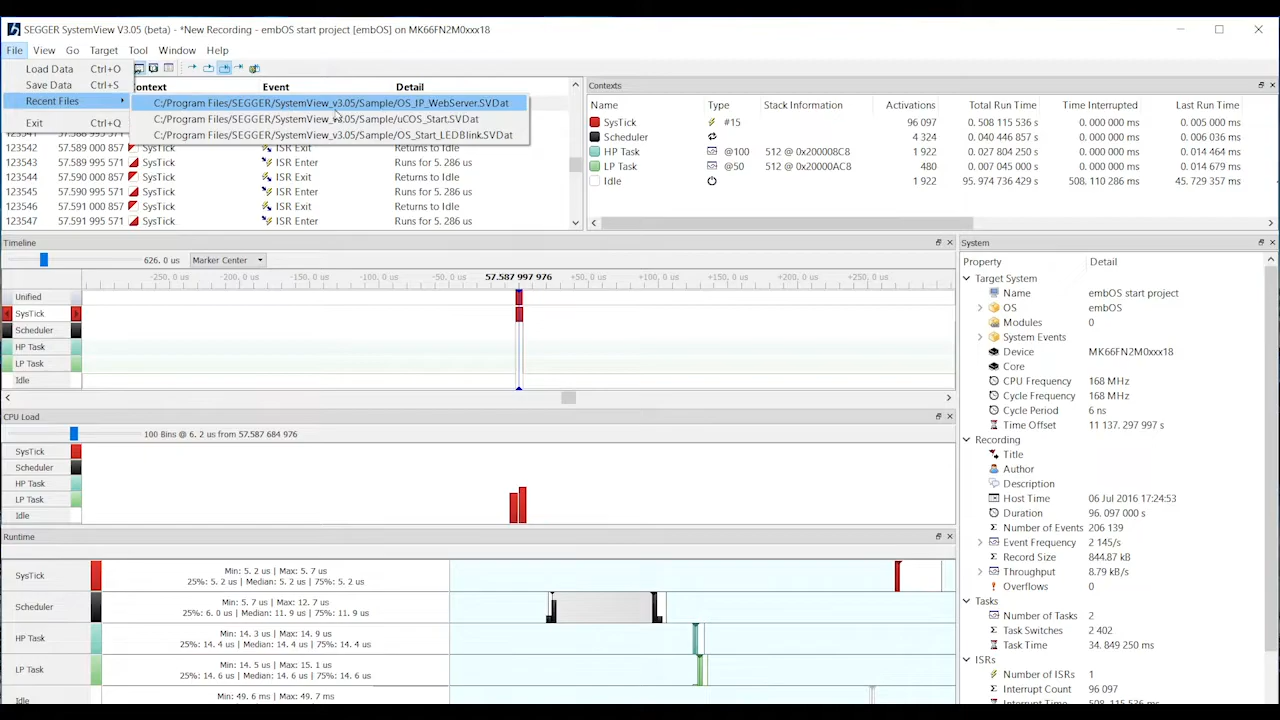 SEGGER SystemView V3.05 (beta) - *New Recording - embOS start project [embOS] on MK66FN2M0xxx18
File View Go Target Tool Window Help
Load Data Ctrl+O
Save Data Ctrl+S
Recent Files
Exit Ctrl+Q
C:/Program Files/SEGGER/SystemView_v3.05/Sample/OS_IP_WebServer.SVDat
C:/Program Files/SEGGER/SystemView_v3.05/Sample/uCOS_Start.SVDat
C:/Program Files/SEGGER/SystemView_v3.05/Sample/OS_Start_LEDBlink.SVDat
ontext Event Detail
123542 57.589 000 571 SysTick ISR Exit Returns to Idle
123543 57.589 995 571 SysTick ISR Enter Runs for 5. 286 us
123544 57.590 000 571 SysTick ISR Exit Returns to Idle
123545 57.590 995 571 SysTick ISR Enter Runs for 5. 286 us
123546 57.591 000 571 SysTick ISR Exit Returns to Idle
123547 57.591 995 571 SysTick ISR Enter Runs for 5. 286 us
Contexts
Name Type Stack Information Activations Total Run Time Time Interrupted Last Run Time
SysTick #15 96 097 0. 508 115 536 s 0. 000 000 ms 0. 005 000 ms
Scheduler 4 324 0. 040 446 857 s 0. 000 000 ms 0. 006 000 ms
HP Task @100 512 @ 0x200008C8 1 922 0. 027 804 250 s 0. 000 000 ms 0. 014 464 ms
LP Task @50 512 @ 0x20000AC8 480 0. 007 045 000 s 0. 000 000 ms 0. 014 679 ms
Idle 1 922 95. 974 736 429 s 508. 110 286 ms 45. 729 357 ms
Timeline
626. 0 us Marker Center
-250, 0 us -200, 0 us -150, 0 us -100, 0 us -50, 0 us 57.587 997 976 +50, 0 us +100, 0 us +150, 0 us +200, 0 us +250, 0 us
Unified
SysTick
Scheduler
HP Task
LP Task
Idle
CPU Load
100 Bins @ 6. 2 us from 57.587 684 976
SysTick
Scheduler
HP Task
LP Task
Idle
Runtime
SysTick
Min: 5. 2 us | Max: 5. 7 us
25%: 5. 2 us | Median: 5. 2 us | 75%: 5. 2 us
Scheduler
Min: 5. 7 us | Max: 12. 7 us
25%: 6. 0 us | Median: 11. 9 us | 75%: 11. 9 us
HP Task
Min: 14. 3 us | Max: 14. 9 us
25%: 14. 4 us | Median: 14. 4 us | 75%: 14. 4 us
LP Task
Min: 14. 5 us | Max: 15. 1 us
25%: 14. 6 us | Median: 14. 6 us | 75%: 14. 6 us
Idle
Min: 49. 6 ms | Max: 49. 7 ms
System
Property Detail
Target System
Name embOS start project
OS embOS
Modules 0
System Events
Device MK66FN2M0xxx18
Core
CPU Frequency 168 MHz
Cycle Frequency 168 MHz
Cycle Period 6 ns
Time Offset 11 137. 297 997 s
Recording
Title
Author
Description
Host Time 06 Jul 2016 17:24:53
Duration 96. 097 000 s
Number of Events 206 139
Event Frequency 2 145/s
Record Size 844.87 kB
Throughput 8.79 kB/s
Overflows 0
Tasks
Number of Tasks 2
Task Switches 2 402
Task Time 34. 849 250 ms
ISRs
Number of ISRs 1
Interrupt Count 96 097
Interrupt Time 508. 115 536 ms